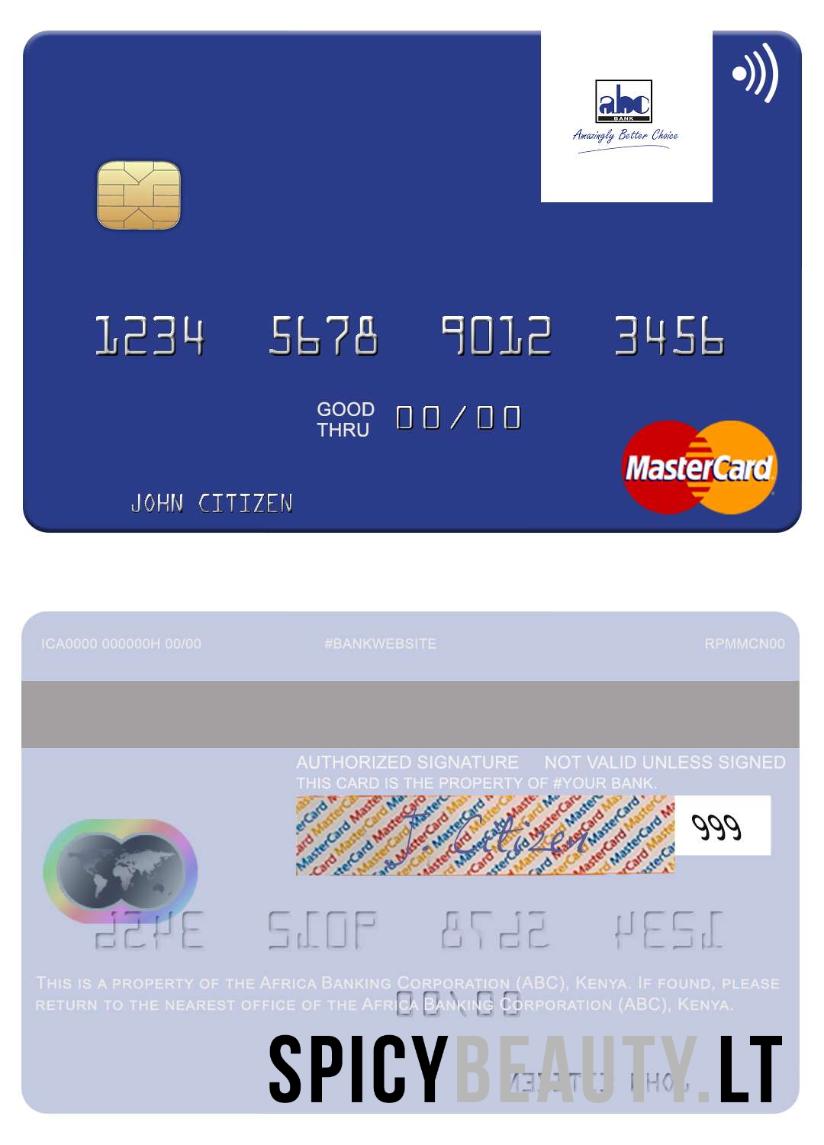 abc
BANK
Amazingly Better Choice
1234 5678 9012 3456
GOOD THRU 00/00
MasterCard
JOHN CITIZEN
ICA0000 000000H 00/00 #BANKWEBSITE RPMMCN00
AUTHORIZED SIGNATURE NOT VALID UNLESS SIGNED
THIS CARD IS THE PROPERTY OF #YOUR BANK.
J. Citizen
999
THIS IS A PROPERTY OF THE AFRICA BANKING CORPORATION (ABC), KENYA. IF FOUND, PLEASE
RETURN TO THE NEAREST OFFICE OF THE AFRICA BANKING CORPORATION (ABC), KENYA.
SPICYBEAUTY.LT